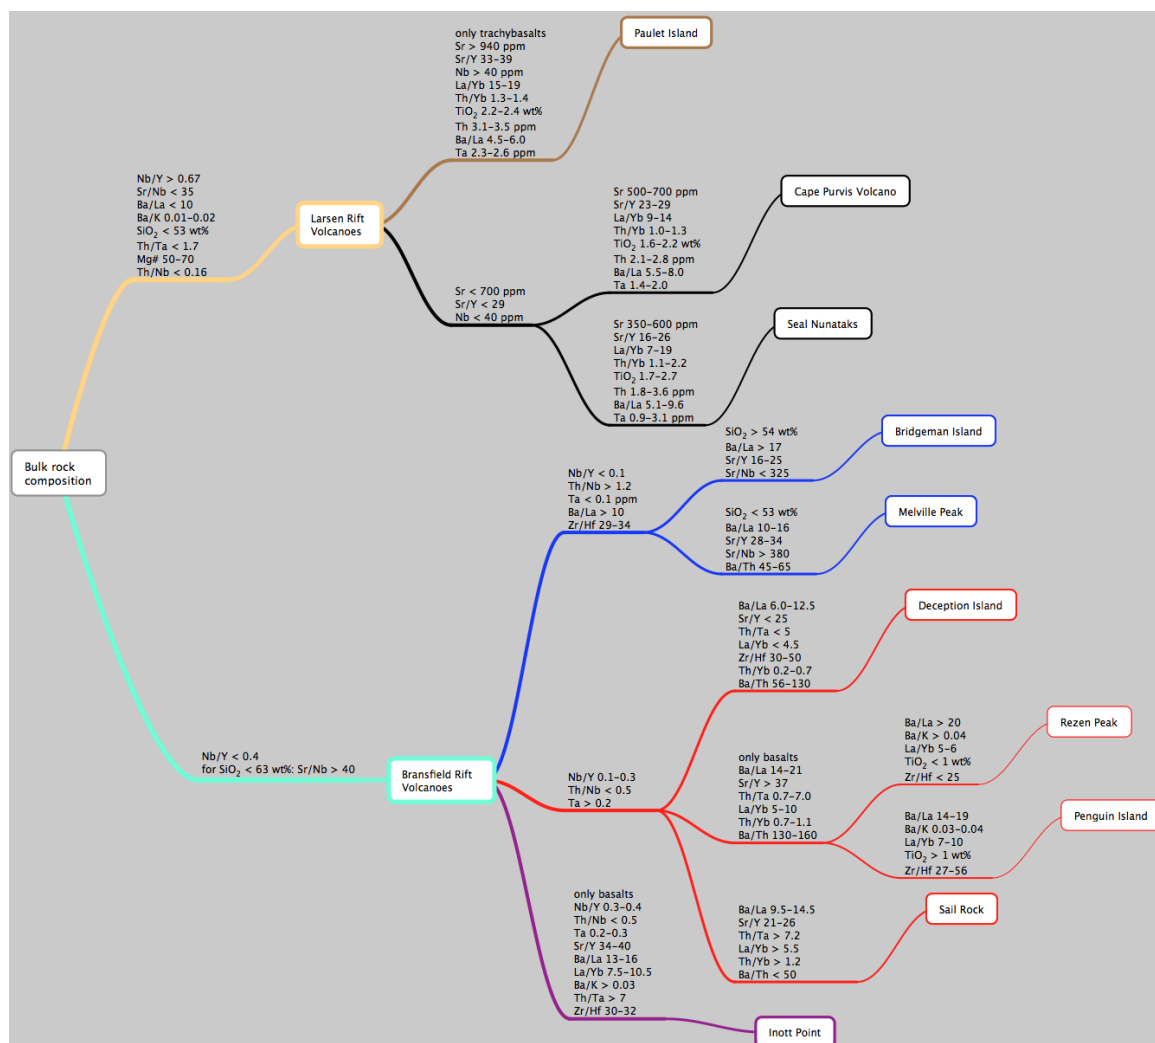 Bulk rock
composition
Nb/Y > 0.67
Sr/Nb < 35
Ba/La < 10
Ba/K 0.01–0.02
SiO₂ < 53 wt%
Th/Ta < 1.7
Mg# 50–70
Th/Nb < 0.16
Larsen Rift
Volcanoes
only trachybasalts
Sr > 940 ppm
Sr/Y 33–39
Nb > 40 ppm
La/Yb 15–19
Th/Yb 1.3–1.4
TiO₂ 2.2–2.4 wt%
Th 3.1–3.5 ppm
Ba/La 4.5–6.0
Ta 2.3–2.6 ppm
Paulet Island
Sr < 700 ppm
Sr/Y < 29
Nb < 40 ppm
Sr 500–700 ppm
Sr/Y 23–29
La/Yb 9–14
Th/Yb 1.0–1.3
TiO₂ 1.6–2.2 wt%
Th 2.1–2.8 ppm
Ba/La 5.5–8.0
Ta 1.4–2.0
Cape Purvis Volcano
Sr 350–600 ppm
Sr/Y 16–26
La/Yb 7–19
Th/Yb 1.1–2.2
TiO₂ 1.7–2.7
Th 1.8–3.6 ppm
Ba/La 5.1–9.6
Ta 0.9–3.1 ppm
Seal Nunataks
Nb/Y < 0.4
for SiO₂ < 63 wt%: Sr/Nb > 40
Bransfield Rift
Volcanoes
Nb/Y < 0.1
Th/Nb > 1.2
Ta < 0.1 ppm
Ba/La > 10
Zr/Hf 29–34
SiO₂ > 54 wt%
Ba/La > 17
Sr/Y 16–25
Sr/Nb < 325
Bridgeman Island
SiO₂ < 53 wt%
Ba/La 10–16
Sr/Y 28–34
Sr/Nb > 380
Ba/Th 45–65
Melville Peak
Nb/Y 0.1–0.3
Th/Nb < 0.5
Ta > 0.2
Ba/La 6.0–12.5
Sr/Y < 25
Th/Ta < 5
La/Yb < 4.5
Zr/Hf 30–50
Th/Yb 0.2–0.7
Ba/Th 56–130
Deception Island
only basalts
Ba/La 14–21
Sr/Y > 37
Th/Ta 0.7–7.0
La/Yb 5–10
Th/Yb 0.7–1.1
Ba/Th 130–160
Ba/La > 20
Ba/K > 0.04
La/Yb 5–6
TiO₂ < 1 wt%
Zr/Hf < 25
Rezen Peak
Ba/La 14–19
Ba/K 0.03–0.04
La/Yb 7–10
TiO₂ > 1 wt%
Zr/Hf 27–56
Penguin Island
Ba/La 9.5–14.5
Sr/Y 21–26
Th/Ta > 7.2
La/Yb > 5.5
Th/Yb > 1.2
Ba/Th < 50
Sail Rock
only basalts
Nb/Y 0.3–0.4
Th/Nb < 0.5
Ta 0.2–0.3
Sr/Y 34–40
Ba/La 13–16
La/Yb 7.5–10.5
Ba/K > 0.03
Th/Ta > 7
Zr/Hf 30–32
Inott Point